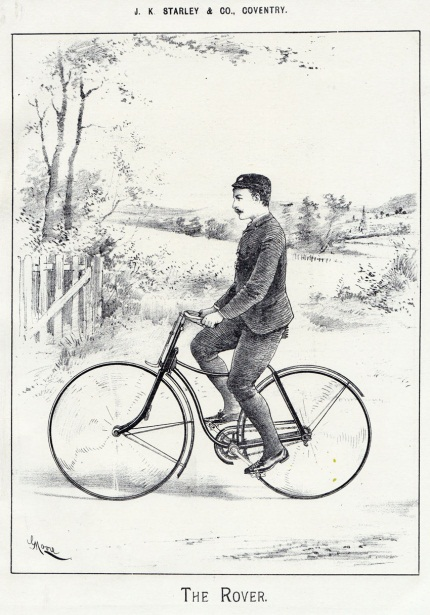 J. K. STARLEY & CO., COVENTRY.
THE ROVER.